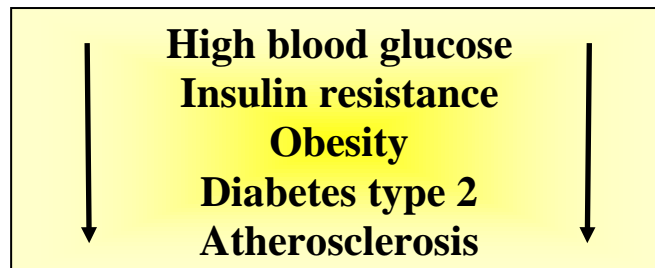 High blood glucose
Insulin resistance
Obesity
Diabetes type 2
Atherosclerosis